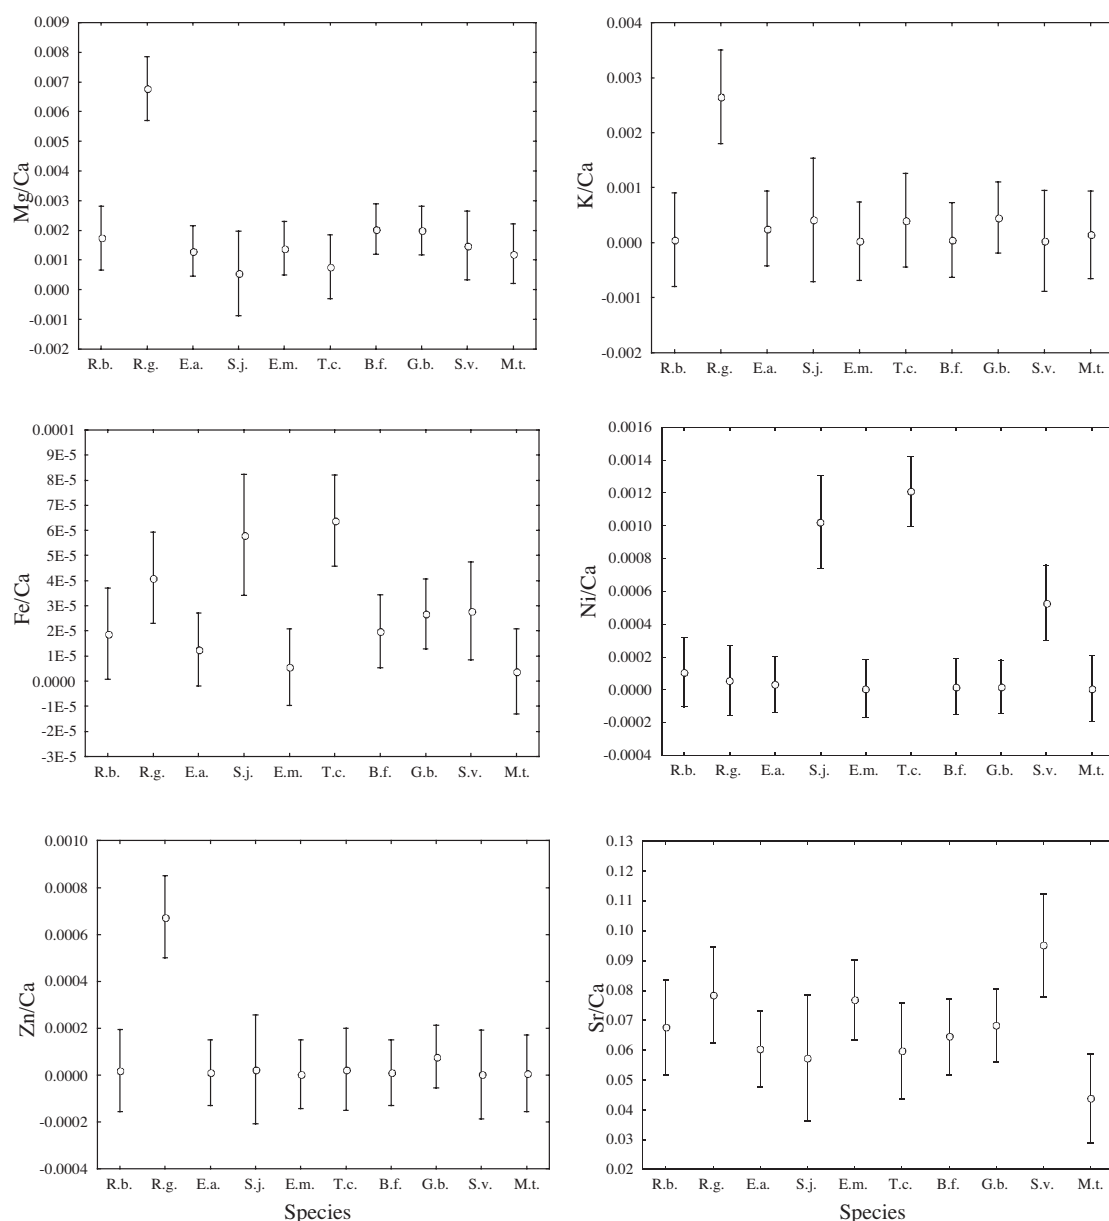 Mg/Ca
0.009
0.008
0.007
0.006
0.005
0.004
0.003
0.002
0.001
0.000
-0.001
-0.002
R.b. R.g. E.a. S.j. E.m. T.c. B.f. G.b. S.v. M.t.
K/Ca
0.004
0.003
0.002
0.001
0.000
-0.001
-0.002
R.b. R.g. E.a. S.j. E.m. T.c. B.f. G.b. S.v. M.t.
Fe/Ca
0.0001
9E-5
8E-5
7E-5
6E-5
5E-5
4E-5
3E-5
2E-5
1E-5
0.0000
-1E-5
-2E-5
-3E-5
R.b. R.g. E.a. S.j. E.m. T.c. B.f. G.b. S.v. M.t.
Ni/Ca
0.0016
0.0014
0.0012
0.0010
0.0008
0.0006
0.0004
0.0002
0.0000
-0.0002
-0.0004
R.b. R.g. E.a. S.j. E.m. T.c. B.f. G.b. S.v. M.t.
Zn/Ca
0.0010
0.0008
0.0006
0.0004
0.0002
0.0000
-0.0002
-0.0004
R.b. R.g. E.a. S.j. E.m. T.c. B.f. G.b. S.v. M.t.
Species
Sr/Ca
0.13
0.12
0.11
0.10
0.09
0.08
0.07
0.06
0.05
0.04
0.03
0.02
R.b. R.g. E.a. S.j. E.m. T.c. B.f. G.b. S.v. M.t.
Species